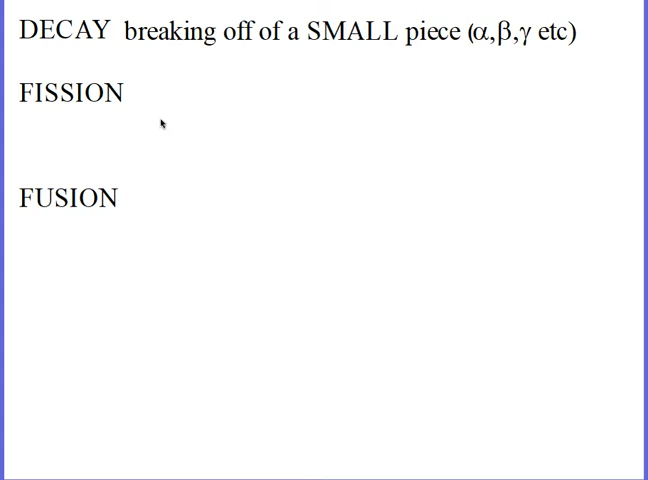 DECAY breaking off of a SMALL piece (α,β,γ etc)
FISSION
FUSION